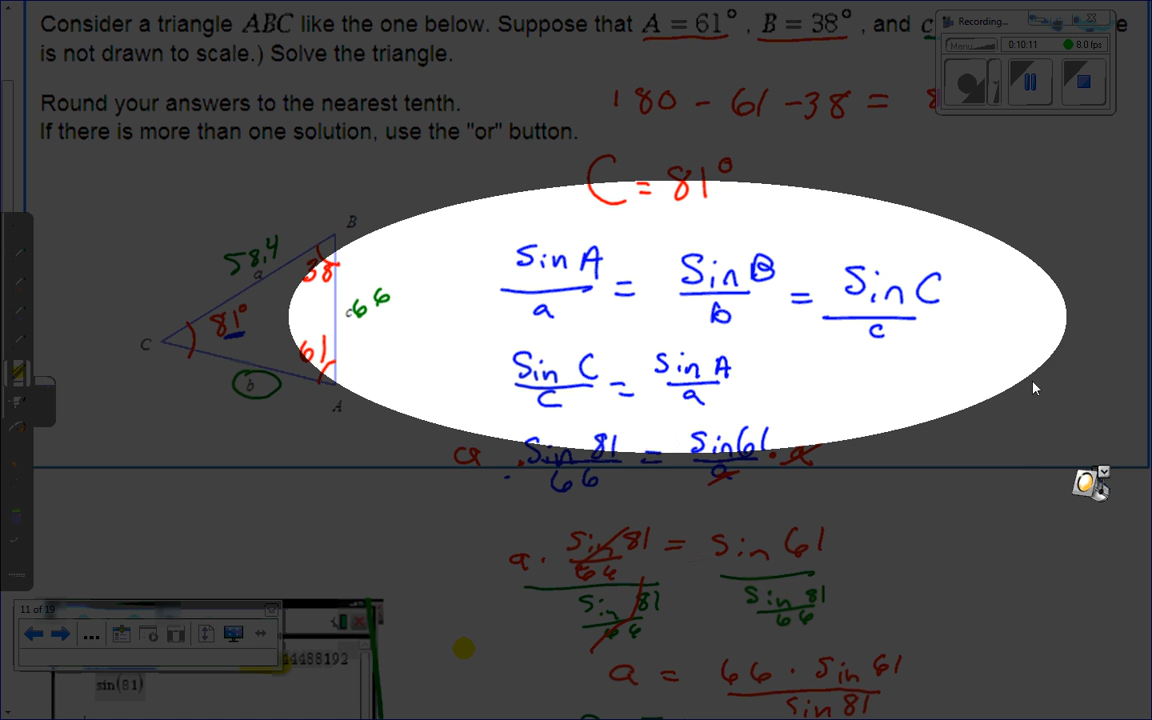 Consider a triangle ABC like the one below. Suppose that A = 61°, B = 38°, and c
is not drawn to scale.) Solve the triangle.
Recording...
Menu
0:10:11
8.0 fps
Round your answers to the nearest tenth.
If there is more than one solution, use the "or" button.
180 - 61 - 38 = 8
C = 81°
B
58.4
a
38
c 66
C
81°
61
b
A
sin A / a = Sin B / b = Sin C / c
Sin C / C = sin A / a
a · Sin 81 / 66 = sin 61 / a · a
a · Sin 81 / 66 = sin 61
Sin 81 / 66
Sin 81 / 66
a = 66 · Sin 61 / sin 81
11 of 19
...
44488192
sin(81)